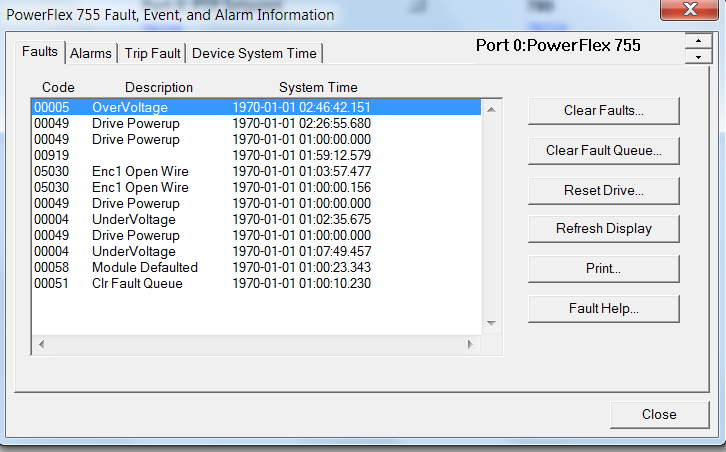 PowerFlex 755 Fault, Event, and Alarm Information
Faults Alarms Trip Fault Device System Time
Port 0:PowerFlex 755
Code Description System Time
00005 OverVoltage 1970-01-01 02:46:42.151
00049 Drive Powerup 1970-01-01 02:26:55.680
00049 Drive Powerup 1970-01-01 01:00:00.000
00919 1970-01-01 01:59:12.579
05030 Enc1 Open Wire 1970-01-01 01:03:57.477
05030 Enc1 Open Wire 1970-01-01 01:00:00.156
00049 Drive Powerup 1970-01-01 01:00:00.000
00004 UnderVoltage 1970-01-01 01:02:35.675
00049 Drive Powerup 1970-01-01 01:00:00.000
00004 UnderVoltage 1970-01-01 01:07:49.457
00058 Module Defaulted 1970-01-01 01:00:23.343
00051 Clr Fault Queue 1970-01-01 01:00:10.230
Clear Faults...
Clear Fault Queue...
Reset Drive...
Refresh Display
Print...
Fault Help...
Close